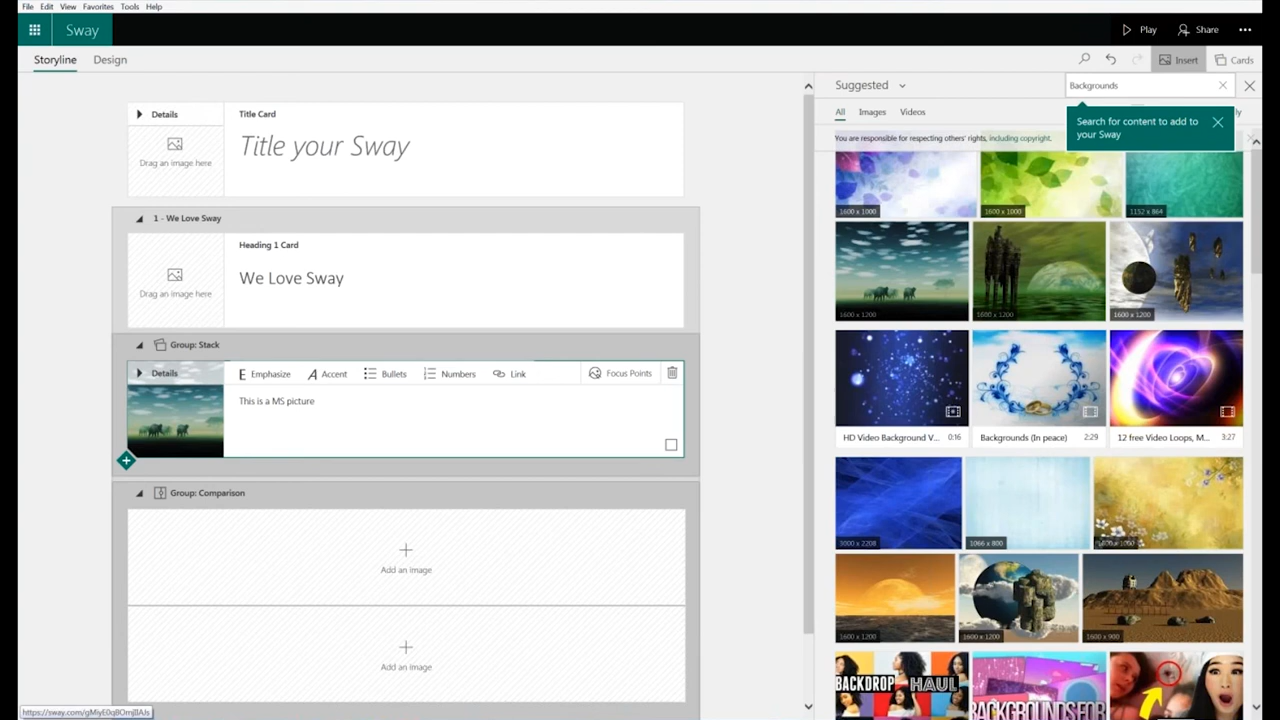 File Edit View Favorites Tools Help
Sway
Play Share
Storyline Design
Insert Cards
Details
Drag an image here
Title Card
Title your Sway
1 - We Love Sway
Drag an image here
Heading 1 Card
We Love Sway
Group: Stack
Details
Emphasize Accent Bullets Numbers Link Focus Points
This is a MS picture
Group: Comparison
Add an image
Add an image
https://sway.com/
Suggested
Backgrounds
All Images Videos
Search for content to add to
your Sway
You are responsible for respecting others' rights, including copyright.
1600 x 1000 1600 x 1000 1152 x 864
1600 x 1200 1600 x 1200 1600 x 1200
HD Video Background V... 0:16 Backgrounds (In peace) 2:29 12 free Video Loops, M... 3:27
3000 x 2208 1066 x 800
1600 x 1200 1600 x 1200 1600 x 900
BACKDROP HAUL
BACKGROUNDS FOR